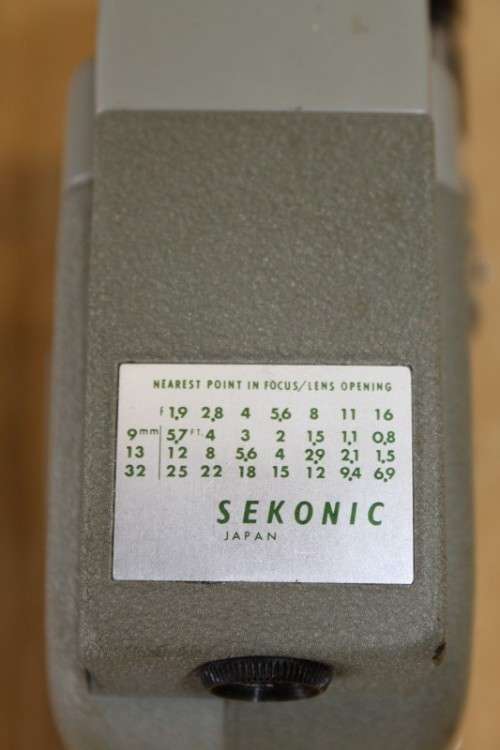 NEAREST POINT IN FOCUS/LENS OPENING
F 1,9 2,8 4 5,6 8 11 16
9mm 5,7 FT. 4 3 2 1,5 1,1 0,8
13 12 8 5,6 4 2,9 2,1 1,5
32 25 22 18 15 12 9,4 6,9
SEKONIC
JAPAN